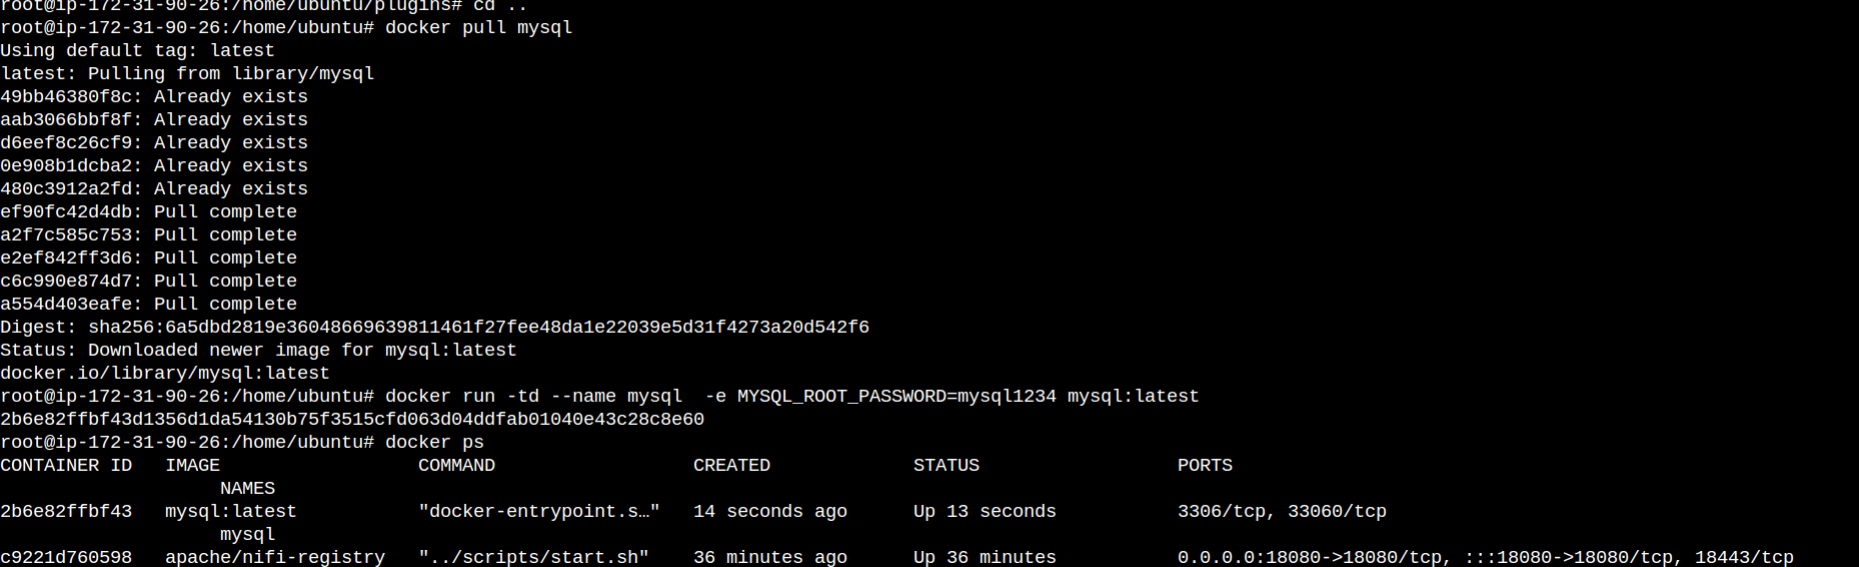 root@ip-172-31-90-26:/home/ubuntu/plugins# cd ..
root@ip-172-31-90-26:/home/ubuntu# docker pull mysql
Using default tag: latest
latest: Pulling from library/mysql
49bb46380f8c: Already exists
aab3066bbf8f: Already exists
d6eef8c26cf9: Already exists
0e908b1dcba2: Already exists
480c3912a2fd: Already exists
ef90fc42d4db: Pull complete
a2f7c585c753: Pull complete
e2ef842ff3d6: Pull complete
c6c990e874d7: Pull complete
a554d403eafe: Pull complete
Digest: sha256:6a5dbd2819e36048669639811461f27fee48da1e22039e5d31f4273a20d542f6
Status: Downloaded newer image for mysql:latest
docker.io/library/mysql:latest
root@ip-172-31-90-26:/home/ubuntu# docker run -td --name mysql  -e MYSQL_ROOT_PASSWORD=mysql1234 mysql:latest
2b6e82ffbf43d1356d1da54130b75f3515cfd063d04ddfab01040e43c28c8e60
root@ip-172-31-90-26:/home/ubuntu# docker ps
CONTAINER ID   IMAGE                  COMMAND                  CREATED             STATUS                  PORTS
                    NAMES
2b6e82ffbf43   mysql:latest           "docker-entrypoint.s…"   14 seconds ago      Up 13 seconds           3306/tcp, 33060/tcp
                    mysql
c9221d760598   apache/nifi-registry   "../scripts/start.sh"    36 minutes ago      Up 36 minutes           0.0.0.0:18080->18080/tcp, :::18080->18080/tcp, 18443/tcp